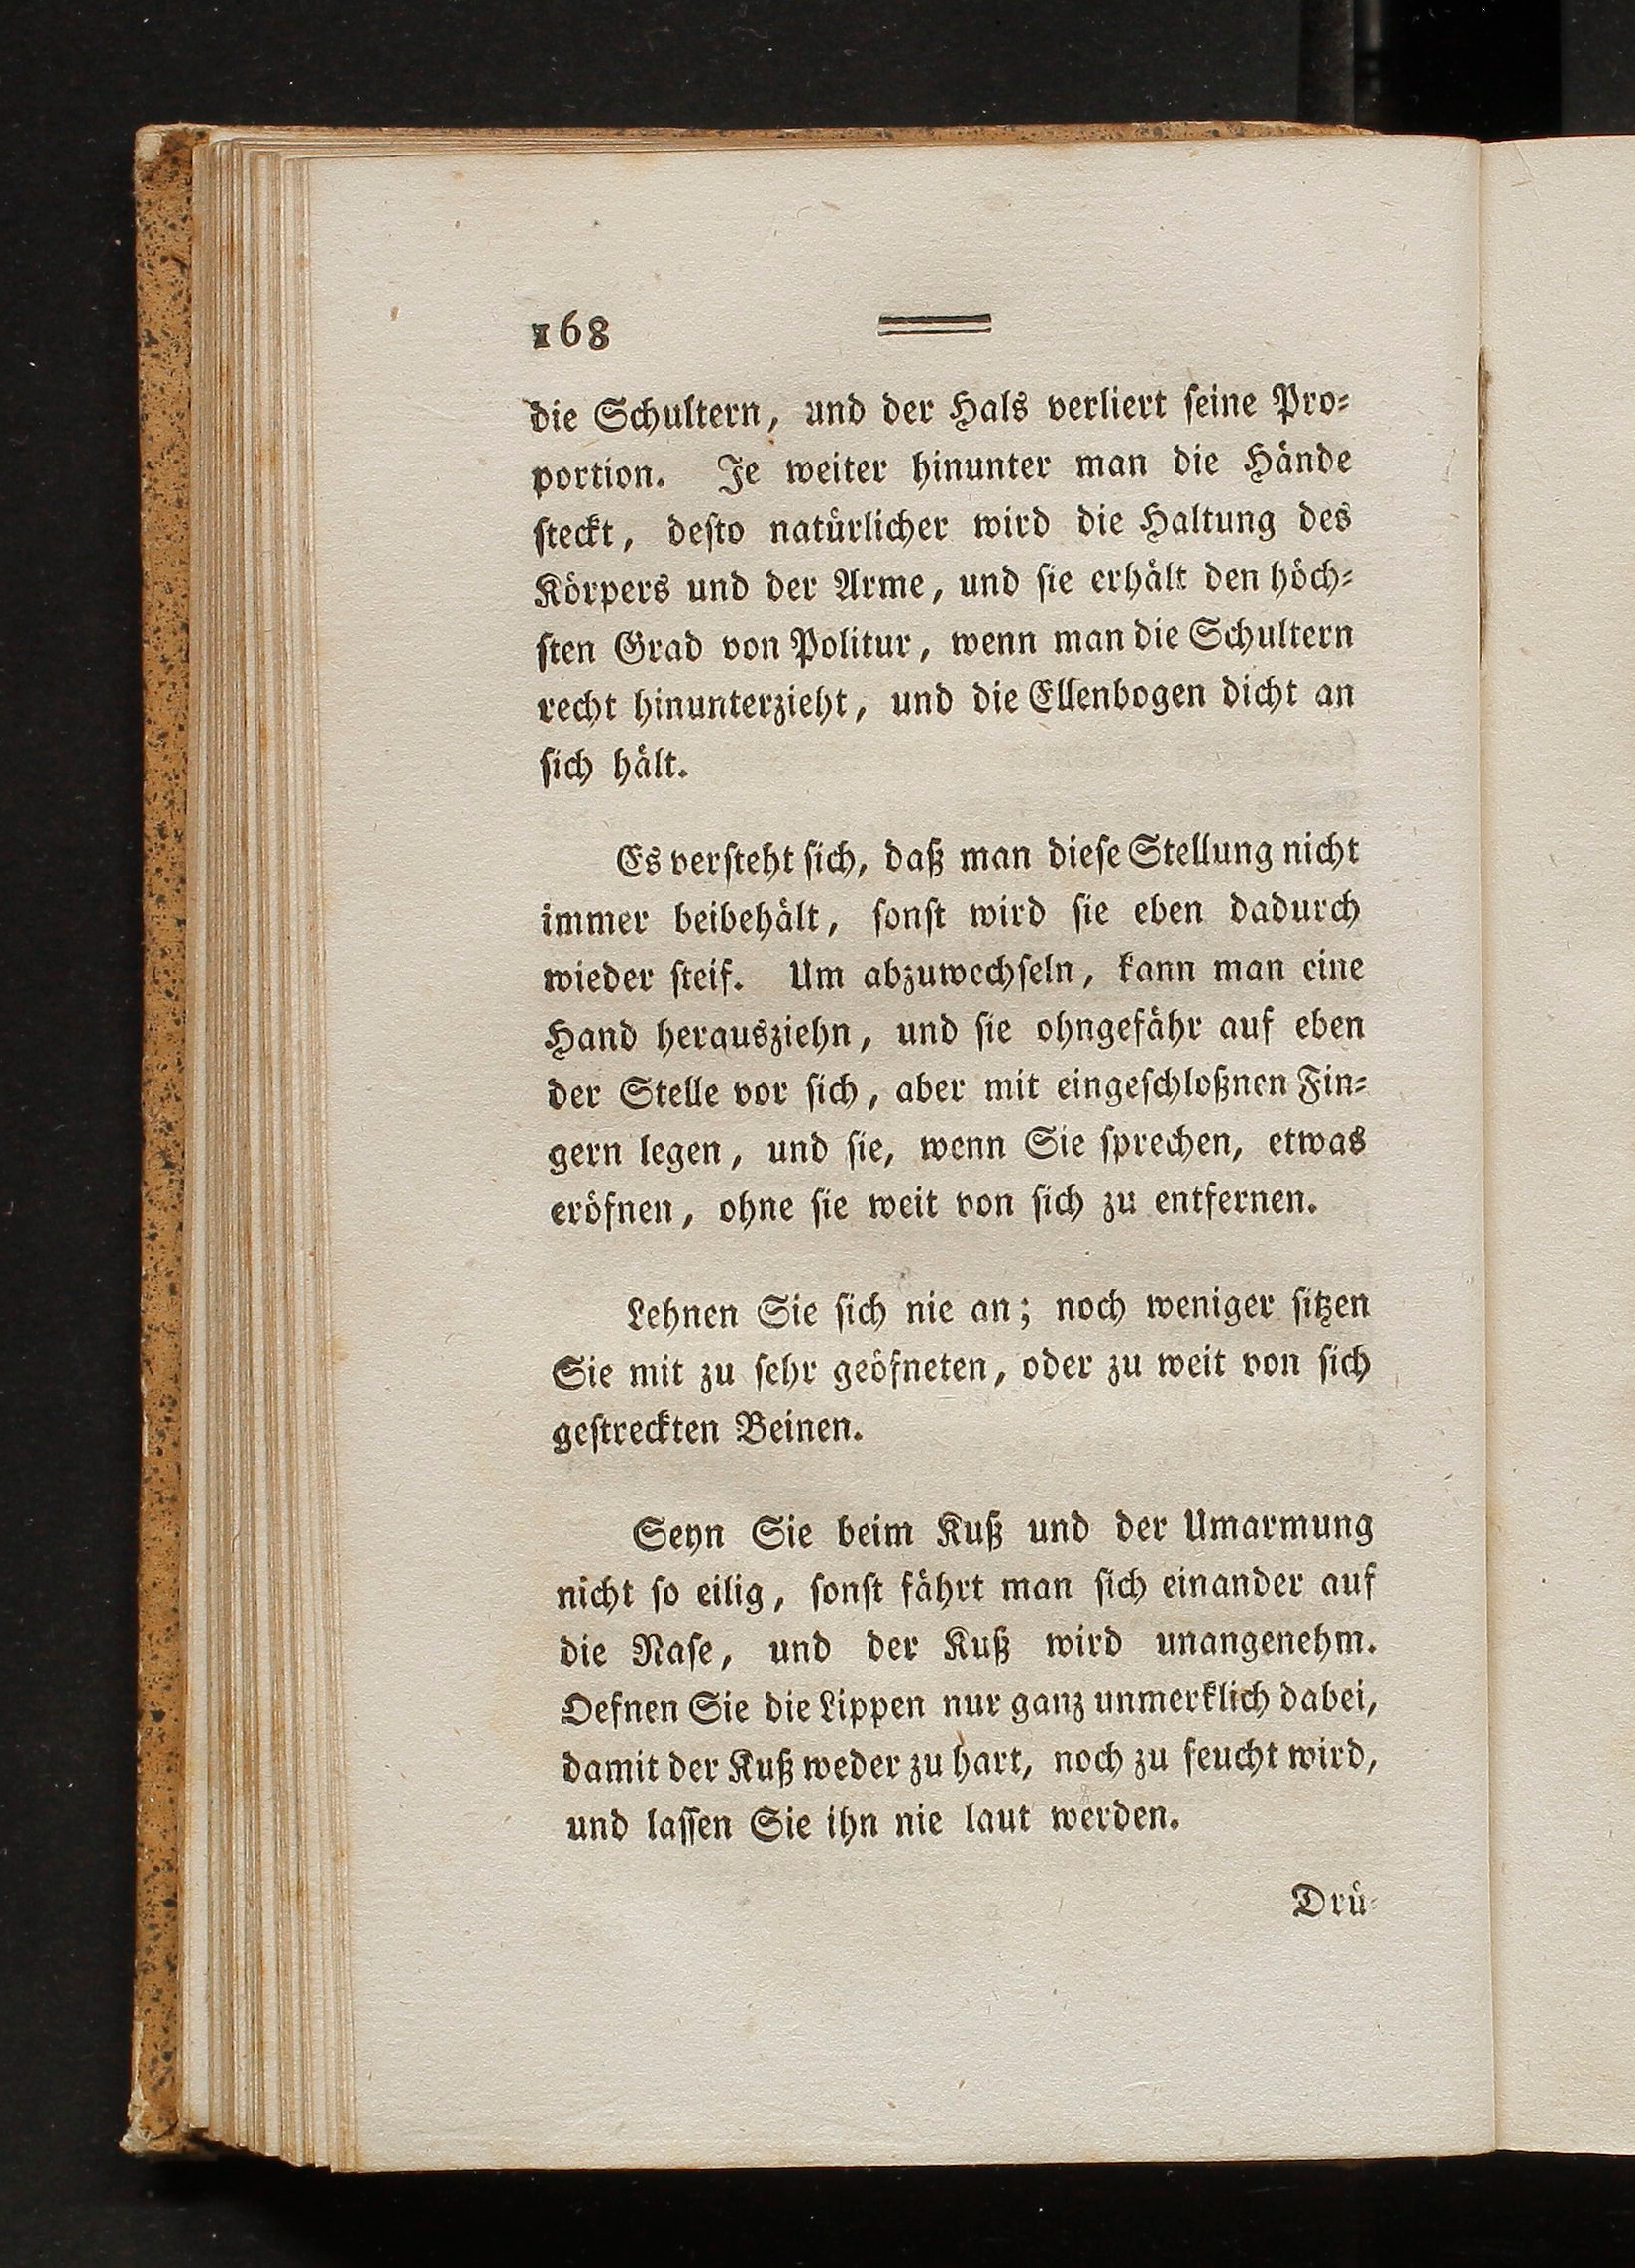 168
die Schultern, und der Hals verliert ſeine Pro⸗
portion. Je weiter hinunter man die Hände
ſteckt, deſto natürlicher wird die Haltung des
Körpers und der Arme, und ſie erhält den höch⸗
ſten Grad von Politur, wenn man die Schultern
recht hinunterzieht, und die Ellenbogen dicht an
ſich hält.
Es verſteht ſich, daß man dieſe Stellung nicht
immer beibehält, ſonſt wird ſie eben dadurch
wieder ſteif. Um abzuwechſeln, kann man eine
Hand herausziehn, und ſie ohngefähr auf eben
der Stelle vor ſich, aber mit eingeſchloßnen Fin⸗
gern legen, und ſie, wenn Sie ſprechen, etwas
eröfnen, ohne ſie weit von ſich zu entfernen.
Lehnen Sie ſich nie an; noch weniger ſitzen
Sie mit zu ſehr geöfneten, oder zu weit von ſich
geſtreckten Beinen.
Seyn Sie beim Kuß und der Umarmung
nicht ſo eilig, ſonſt fährt man ſich einander auf
die Naſe, und der Kuß wird unangenehm.
Oefnen Sie die Lippen nur ganz unmerklich dabei,
damit der Kuß weder zu hart, noch zu feucht wird,
und laſſen Sie ihn nie laut werden.
Drü⸗